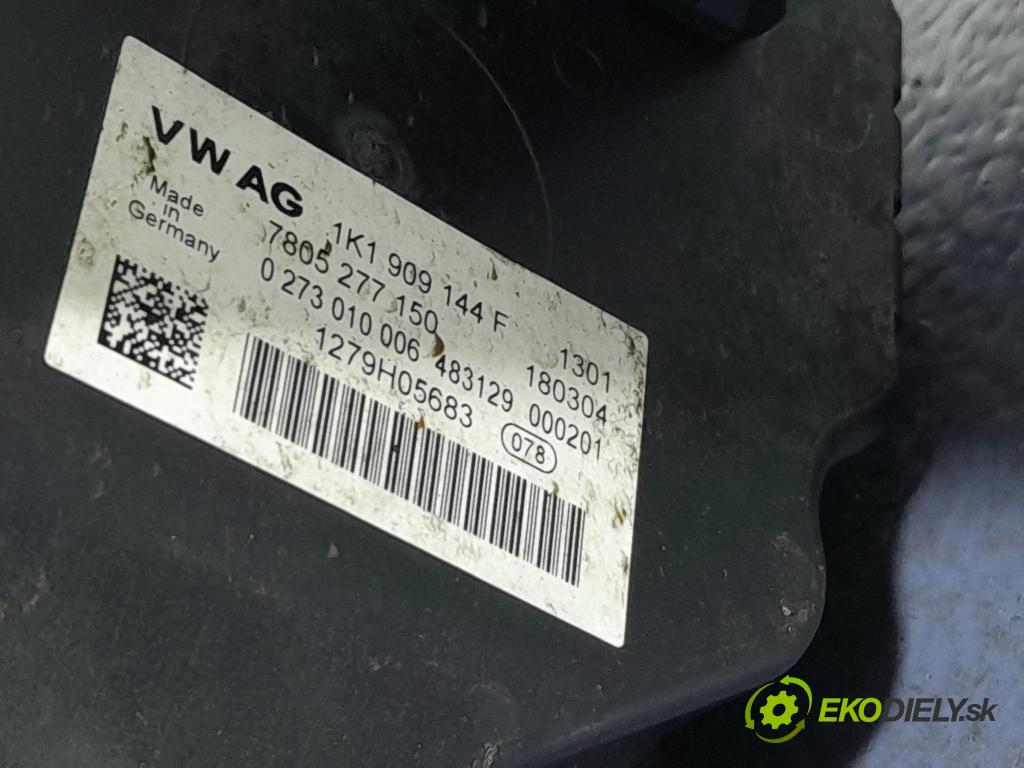 VW AG
Made
in
Germany
1K1 909 144 F 1301
7805 277 150 180304
0 273 010 006 483129 000201
1279H05683 078
EKODIELY.sk